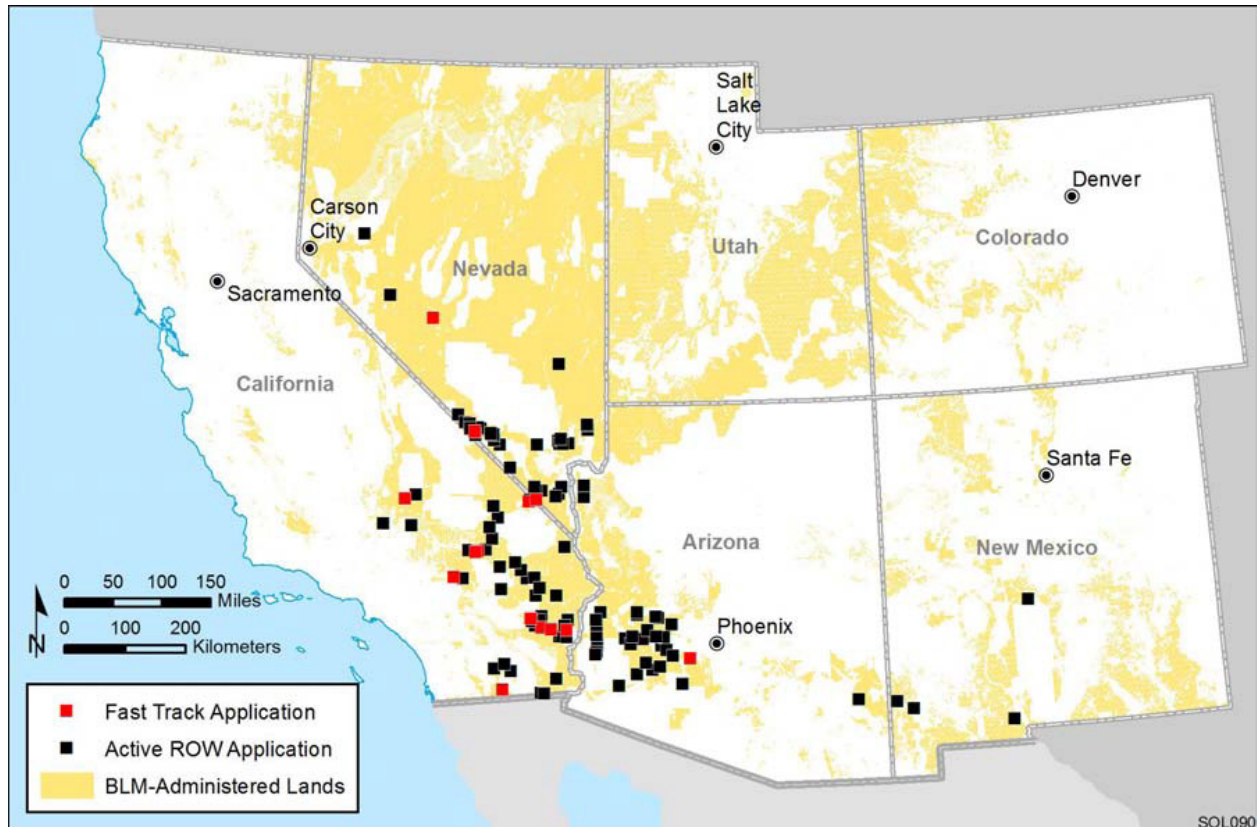 Salt
Lake
City
Denver
Carson
City
Utah
Colorado
Nevada
Sacramento
California
Santa Fe
Arizona
New Mexico
0 50 100 150
Miles
0 100 200
Kilometers
N
Phoenix
Fast Track Application
Active ROW Application
BLM-Administered Lands
SOL090